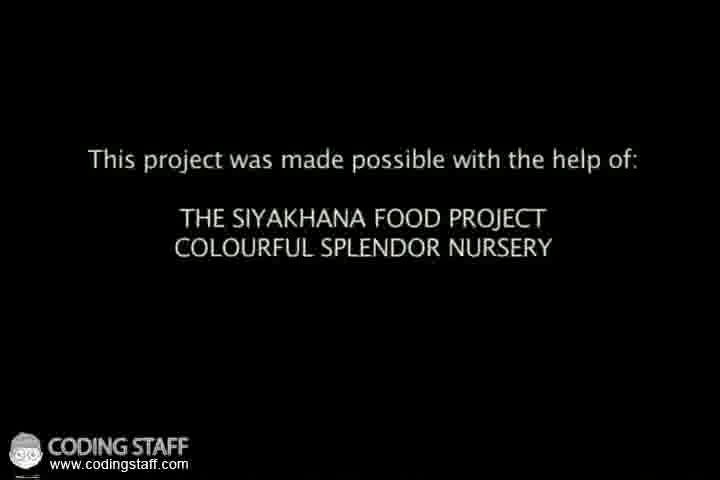 This project was made possible with the help of:
THE SIYAKHANA FOOD PROJECT
COLOURFUL SPLENDOR NURSERY
CODING STAFF
www.codingstaff.com